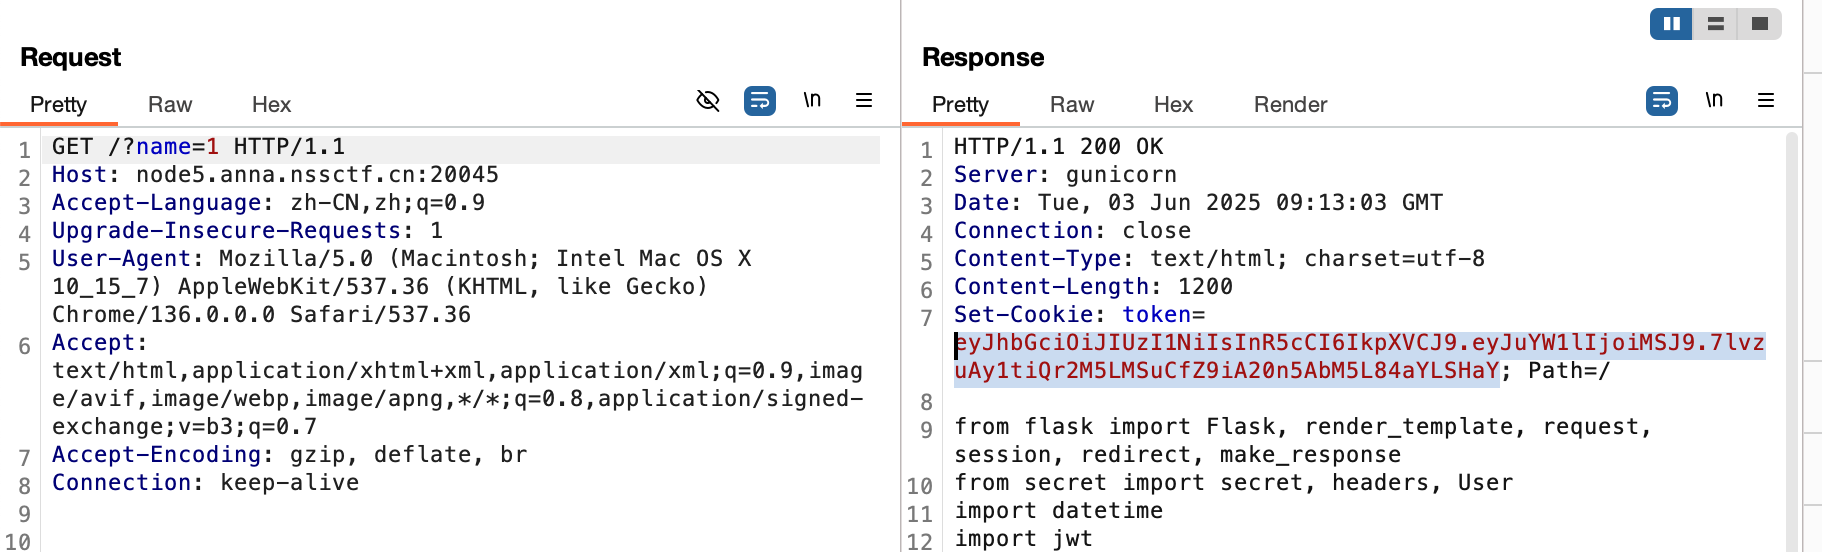 Request
Pretty Raw Hex \n
1 GET /?name=1 HTTP/1.1
2 Host: node5.anna.nssctf.cn:20045
3 Accept-Language: zh-CN,zh;q=0.9
4 Upgrade-Insecure-Requests: 1
5 User-Agent: Mozilla/5.0 (Macintosh; Intel Mac OS X
10_15_7) AppleWebKit/537.36 (KHTML, like Gecko)
Chrome/136.0.0.0 Safari/537.36
6 Accept:
text/html,application/xhtml+xml,application/xml;q=0.9,imag
e/avif,image/webp,image/apng,*/*;q=0.8,application/signed-
exchange;v=b3;q=0.7
7 Accept-Encoding: gzip, deflate, br
8 Connection: keep-alive
9
10
Response
Pretty Raw Hex Render \n
1 HTTP/1.1 200 OK
2 Server: gunicorn
3 Date: Tue, 03 Jun 2025 09:13:03 GMT
4 Connection: close
5 Content-Type: text/html; charset=utf-8
6 Content-Length: 1200
7 Set-Cookie: token=
eyJhbGciOiJIUzI1NiIsInR5cCI6IkpXVCJ9.eyJuYW1lIjoiMSJ9.7lvz
uAy1tiQr2M5LMSuCfZ9iA20n5AbM5L84aYLSHaY; Path=/
8
9 from flask import Flask, render_template, request,
session, redirect, make_response
10 from secret import secret, headers, User
11 import datetime
12 import jwt